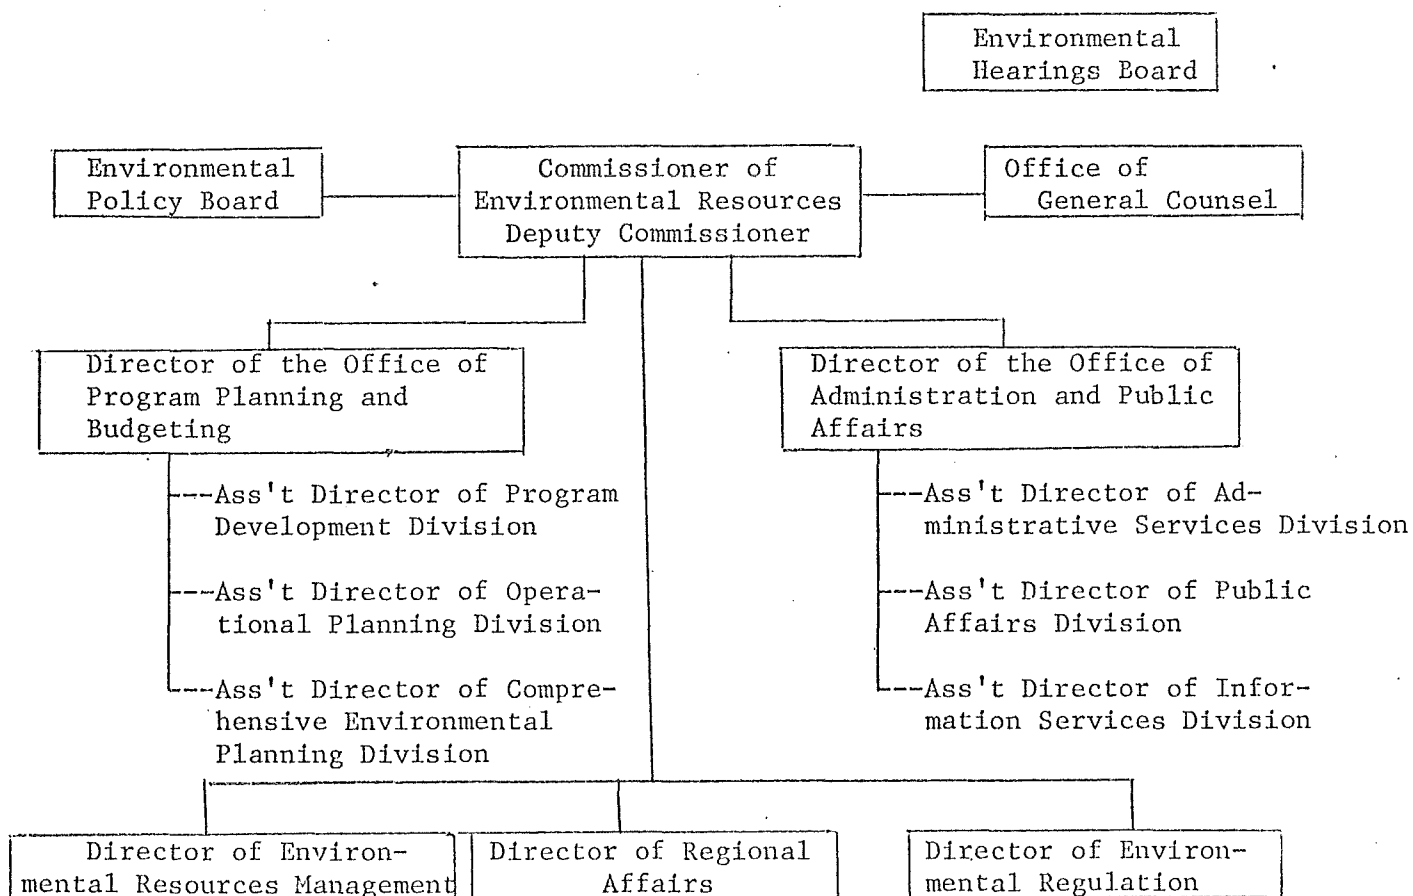 Environmental
Hearings Board
Environmental
Policy Board
Commissioner of
Environmental Resources
Deputy Commissioner
Office of
General Counsel
Director of the Office of
Program Planning and
Budgeting
Director of the Office of
Administration and Public
Affairs
---Ass't Director of Program
Development Division
---Ass't Director of Opera-
tional Planning Division
---Ass't Director of Compre-
hensive Environmental
Planning Division
---Ass't Director of Ad-
ministrative Services Division
---Ass't Director of Public
Affairs Division
---Ass't Director of Infor-
mation Services Division
Director of Environ-
mental Resources Management
Director of Regional
Affairs
Director of Environ-
mental Regulation